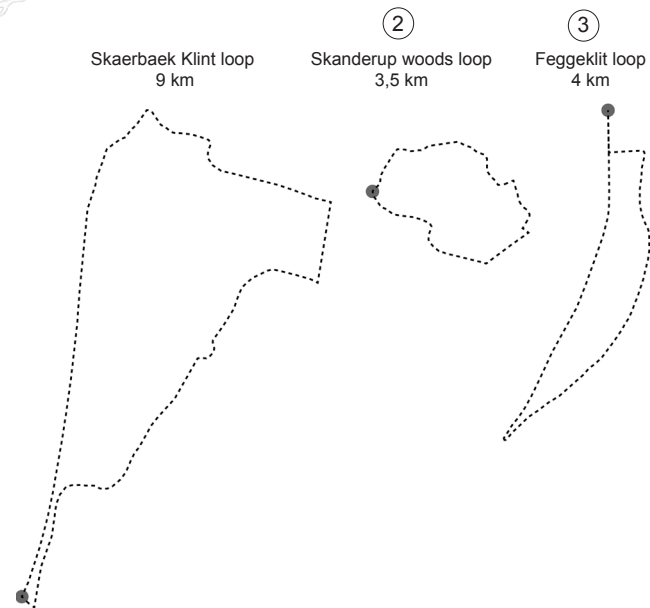 2
3
Skaerbaek Klint loop
9 km
Skanderup woods loop
3,5 km
Feggeklit loop
4 km